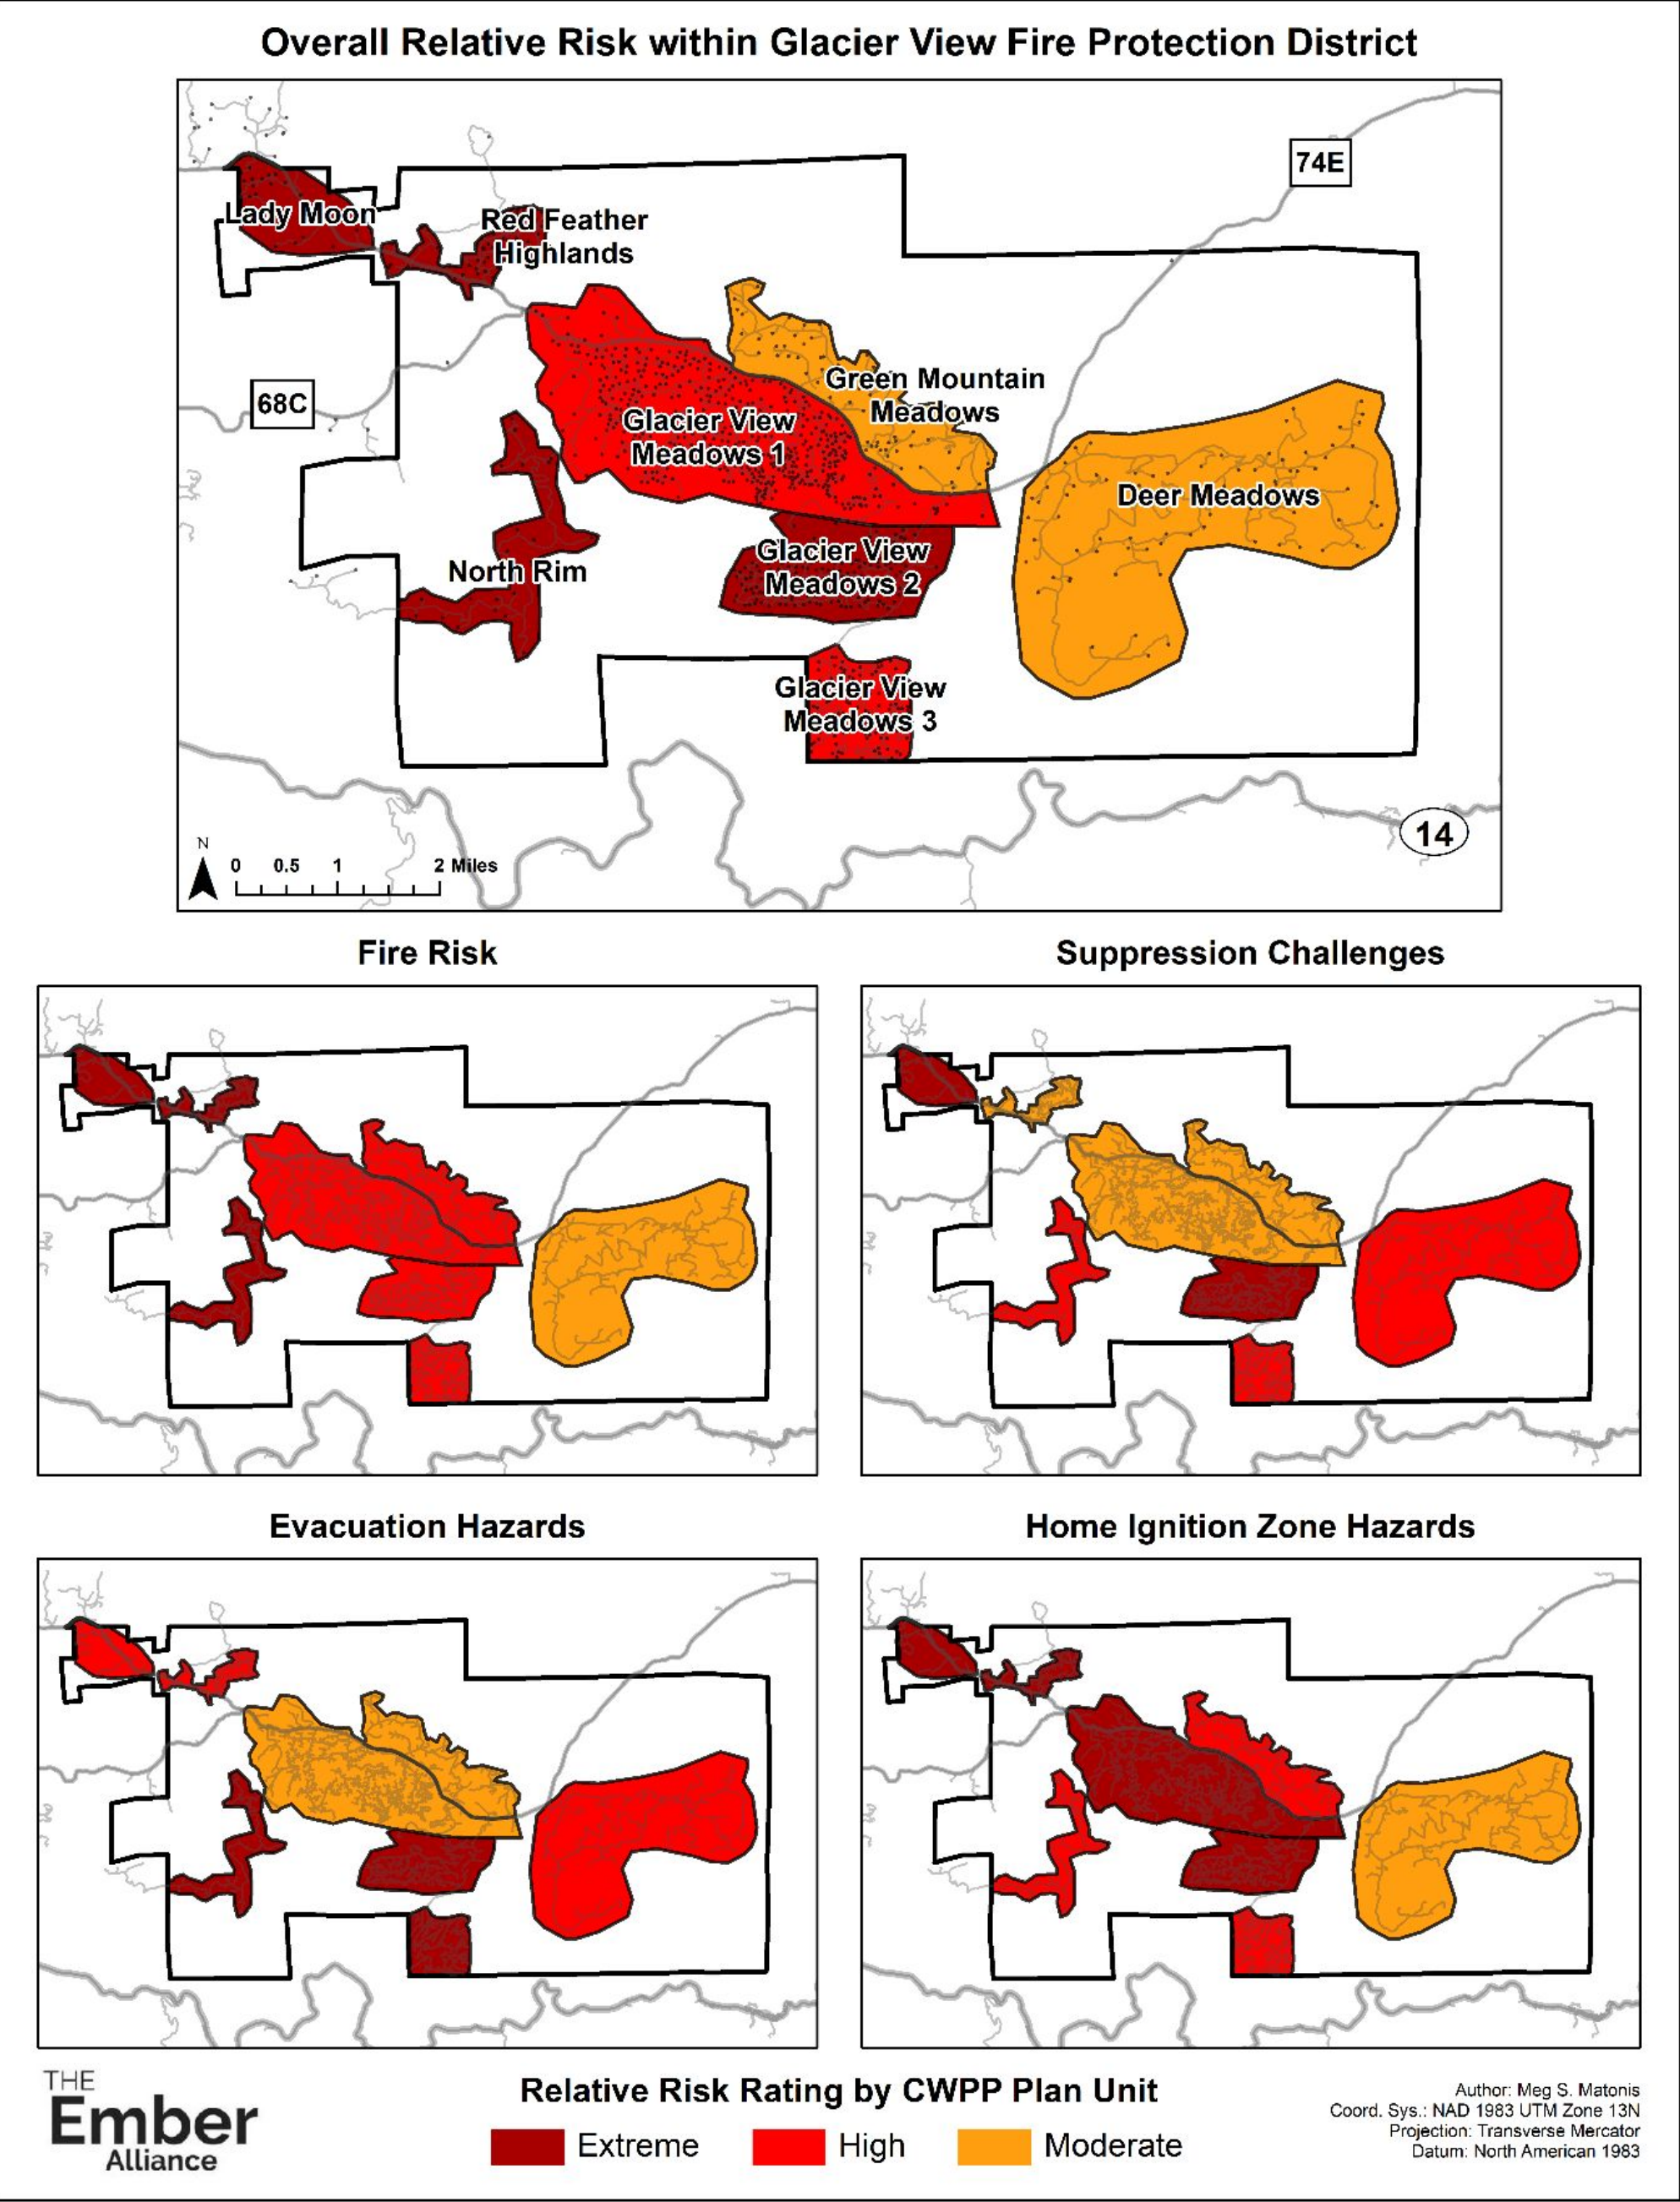 Overall Relative Risk within Glacier View Fire Protection District
74E
Lady Moon
Red Feather
Highlands
68C
Green Mountain
Meadows
Glacier View
Meadows 1
Deer Meadows
Glacier View
Meadows 2
North Rim
Glacier View
Meadows 3
14
N
0 0.5 1 2 Miles
Fire Risk
Suppression Challenges
Evacuation Hazards
Home Ignition Zone Hazards
THE
Ember
Alliance
Relative Risk Rating by CWPP Plan Unit
Extreme
High
Moderate
Author: Meg S. Matonis
Coord. Sys.: NAD 1983 UTM Zone 13N
Projection: Transverse Mercator
Datum: North American 1983